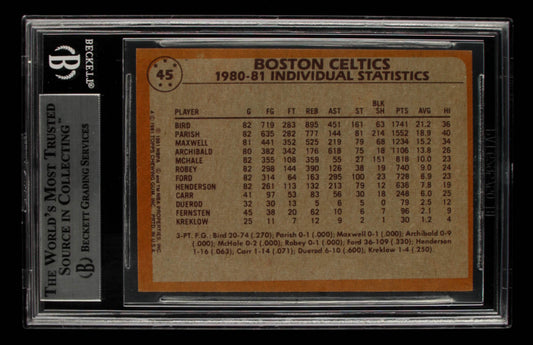 BECKETT
THE WORLD'S MOST TRUSTED
SOURCE IN COLLECTING™
BECKETT GRADING SERVICES
45
BOSTON CELTICS
1980-81 INDIVIDUAL STATISTICS
PLAYER G FG FT REB AST ST BLK SH PTS AVG HI
BIRD 82 719 283 895 451 161 63 1741 21.2 36
PARISH 82 635 282 777 144 81 214 1552 18.9 40
MAXWELL 81 441 352 525 219 79 68 1234 15.2 34
ARCHIBALD 80 382 342 176 618 75 18 1106 13.8 26
MCHALE 82 355 108 359 55 27 151 818 10.0 23
ROBEY 82 298 144 390 126 38 19 740 9.0 24
FORD 82 314 64 163 295 100 23 728 8.9 23
HENDERSON 82 261 113 132 213 79 12 636 7.8 19
CARR 41 97 53 83 56 30 18 248 6.0 25
DUEROD 32 30 13 5 6 5 0 79 2.5 12
FERNSTEN 45 38 20 62 10 6 7 96 2.1 9
KREKLOW 25 11 7 12 9 2 1 30 1.2 4
3-PT. F.G.: Bird 20-74 (.270) Parish 0-1 (.000); Maxwell 0-1 (.000); Archibald 0-9
(.000); McHale 0-2 (.000); Robey 0-1 (.000); Ford 36-109 (.330); Henderson
1-16 (.063); Carr 1-14 (.071); Duerod 6-10 (.600); Kreklow 1-4 (.250).